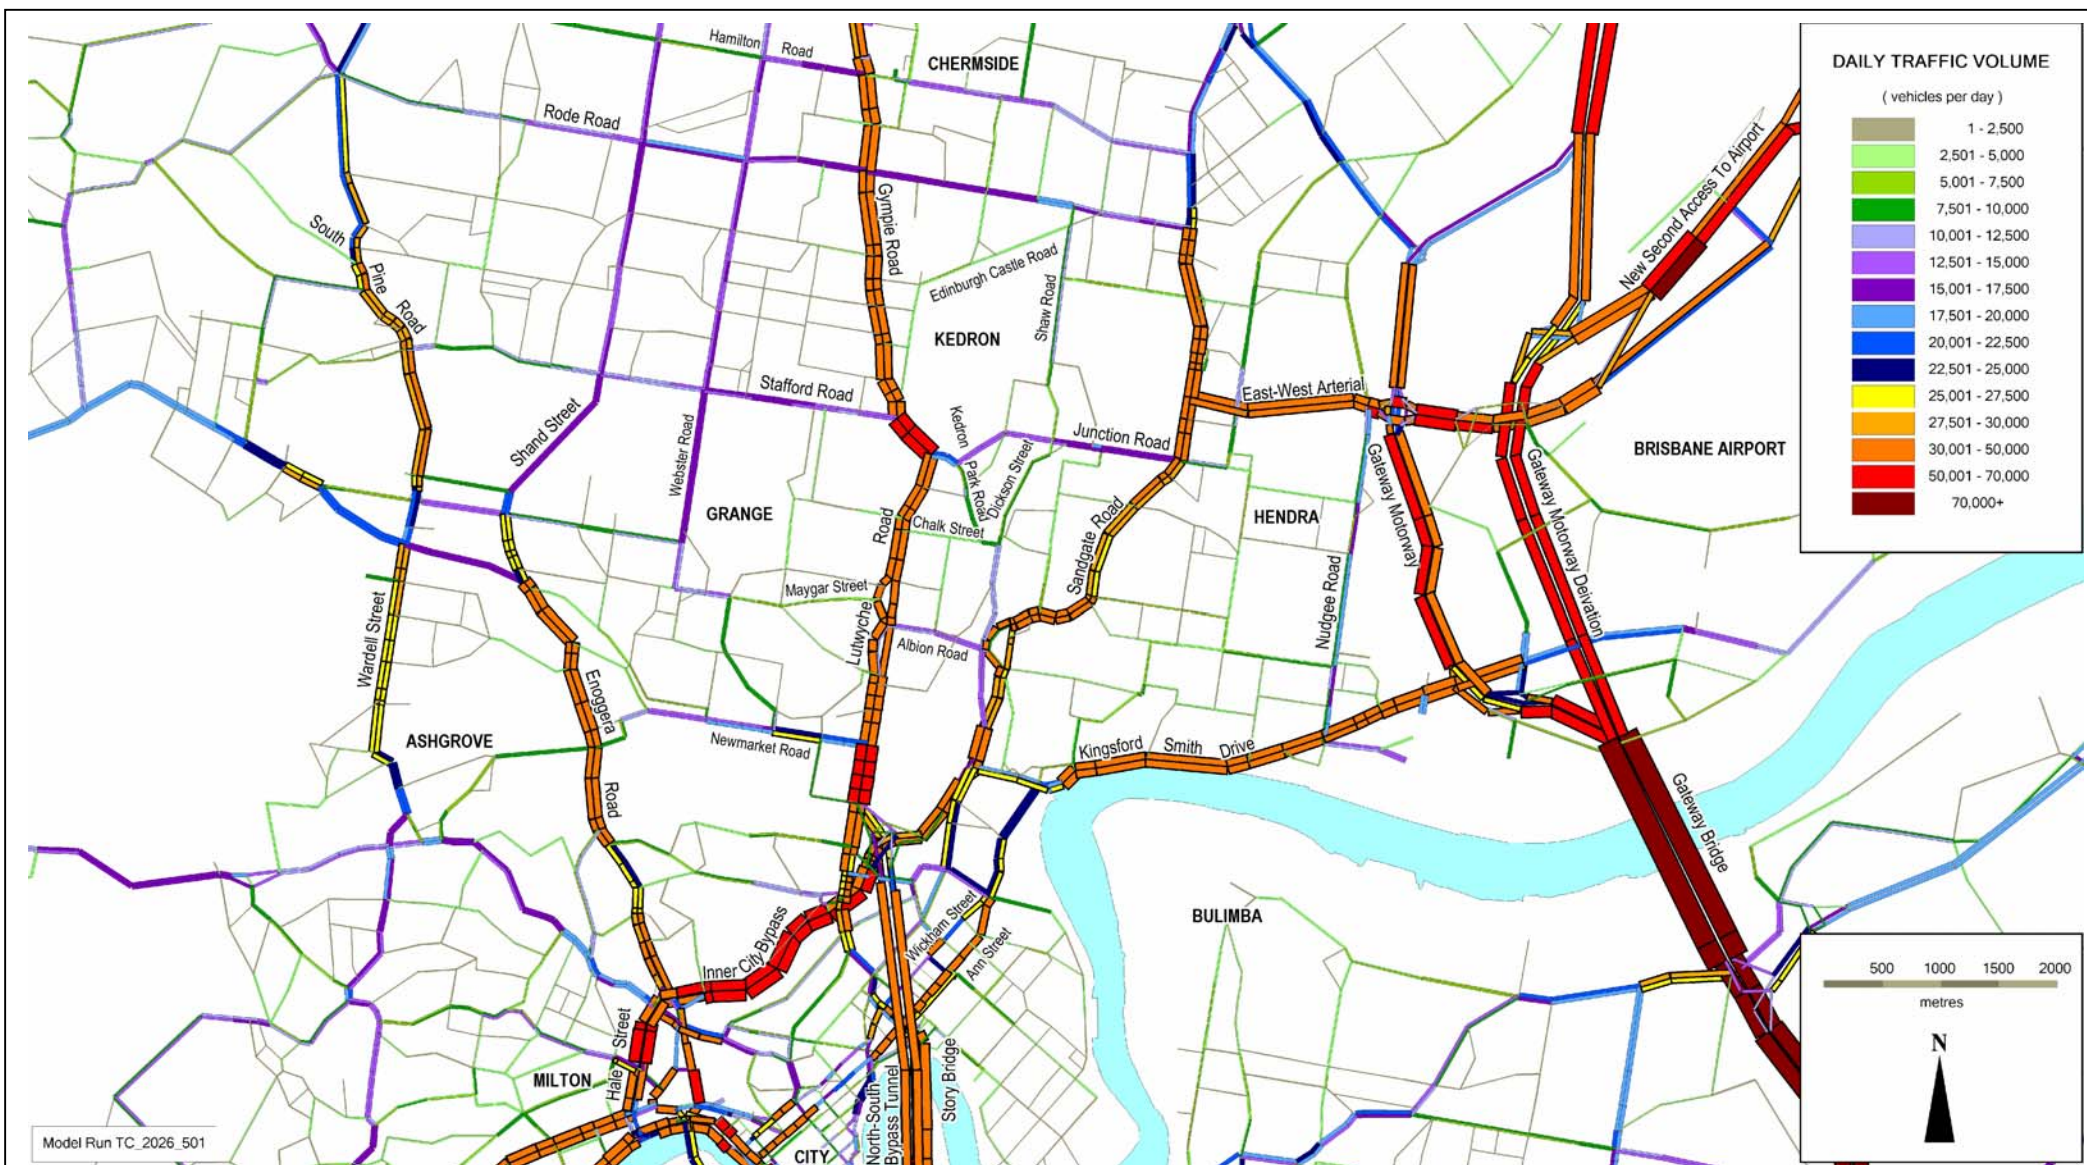 Hamilton Road
CHERMSIDE
Rode Road
South Pine Road
Gympie Road
Edinburgh Castle Road
Shaw Road
KEDRON
Stafford Road
Shand Street
Webster Road
Kedron Park Road
Dickson Street
Junction Road
East-West Arterial
New Second Access To Airport
BRISBANE AIRPORT
Gateway Motorway
Gateway Motorway Deivation
GRANGE
Chalk Street
Sandgate Road
HENDRA
Nudgee Road
Maygar Street
Lutwyche Road
Albion Road
Wardell Street
Enoggera Road
ASHGROVE
Newmarket Road
Kingsford Smith Drive
Gateway Bridge
BULIMBA
Inner City Bypass
Wickham Street
Ann Street
Hale Street
MILTON
North-South
Bypass Tunnel
Story Bridge
CITY
Model Run TC_2026_501
DAILY TRAFFIC VOLUME
( vehicles per day )
1 - 2,500
2,501 - 5,000
5,001 - 7,500
7,501 - 10,000
10,001 - 12,500
12,501 - 15,000
15,001 - 17,500
17,501 - 20,000
20,001 - 22,500
22,501 - 25,000
25,001 - 27,500
27,501 - 30,000
30,001 - 50,000
50,001 - 70,000
70,000+
500 1000 1500 2000
metres
N